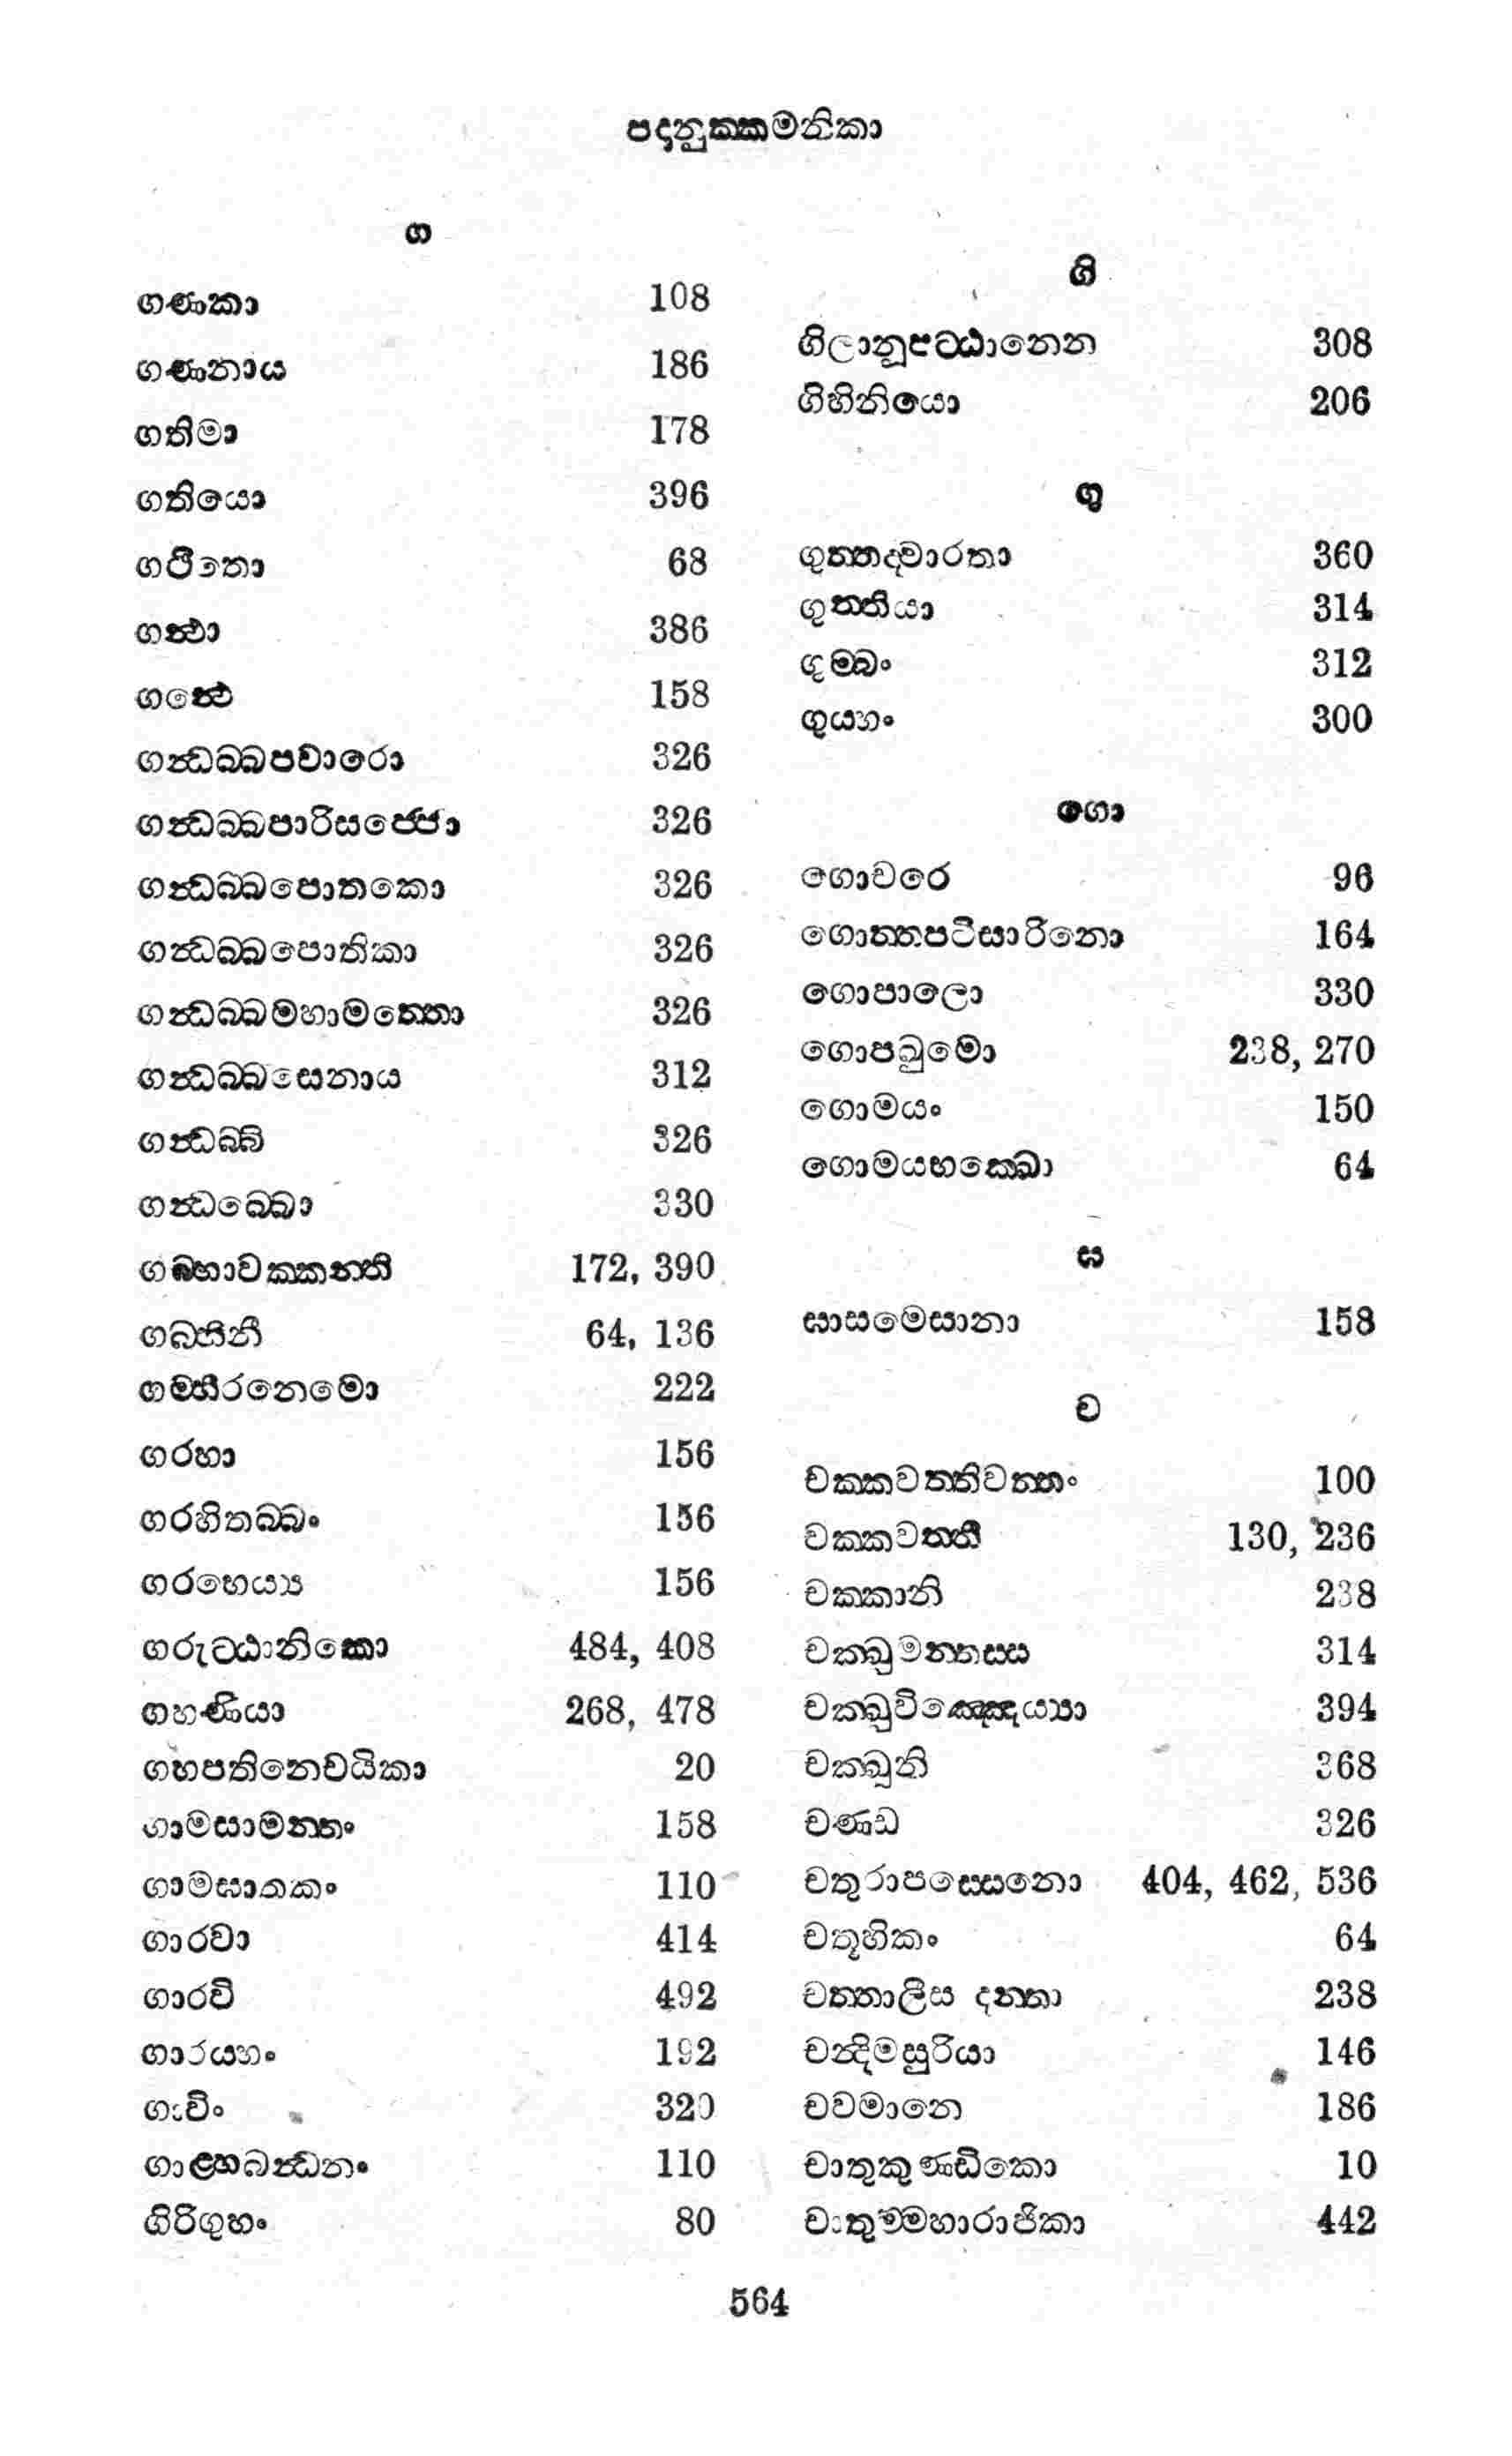 පදානුක්කමනිකා
ග
ගණකා 108
ගණනාය 186
ගතිමා 178
ගතියො 396
ගථිතො 68
ගන්ථා 386
ගන්ථෙ 158
ගන්ධබ්බපවාරො 326
ගන්ධබ්බපාරිසජ්ජො 326
ගන්ධබ්බපොතකො 326
ගන්ධබ්බපොතිකා 326
ගන්ධබ්බමහාමත්තො 326
ගන්ධබ්බසෙනාය 312
ගන්ධබ්බී 326
ගන්ධබ්බො 330
ගබ්භාවක්කන්ති 172, 390
ගබ්භිනී 64, 136
ගම්භීරනෙමො 222
ගරහා 156
ගරහිතබ්බං 156
ගරභෙය්‍ය 156
ගරුට්ඨානිකො 484, 408
ගහණියා 268, 478
ගහපතිනෙචයිකා 20
ගාමසාමන්තං 158
ගාමඝාතකං 110
ගාරවා 414
ගාරවි 492
ගාරය්හං 192
ගාවිං 320
ගාළ්හබන්ධනං 110
ගිරිගුහං 80
ගි
ගිලානූපට්ඨානෙන 308
ගිහිනියො 206
ගු
ගුත්තද්වාරතා 360
ගුත්තියා 314
ගුම්බං 312
ගුය්හං 300
ගො
ගොචරෙ 96
ගොත්තපටිසාරිනො 164
ගොපාලො 330
ගොපඛුමො 238, 270
ගොමයං 150
ගොමයභක්ඛො 64
ඝ
ඝාසමෙසානා 158
ච
චක්කවත්තිවත්තං 100
චක්කවත්තී 130, 236
චක්කානි 238
චක්ඛුමන්තස්ස 314
චක්ඛුවිඤ්ඤෙය්‍යා 394
චක්ඛුනි 368
චණ්ඩ 326
චතුරාපස්සෙනො 404, 462, 536
චතූහිකං 64
චත්තාලීස දන්තා 238
චන්දිමසුරියා 146
චවමානෙ 186
චාතුකුණ්ඩිකො 10
චාතුම්මහාරාජිකා 442
564